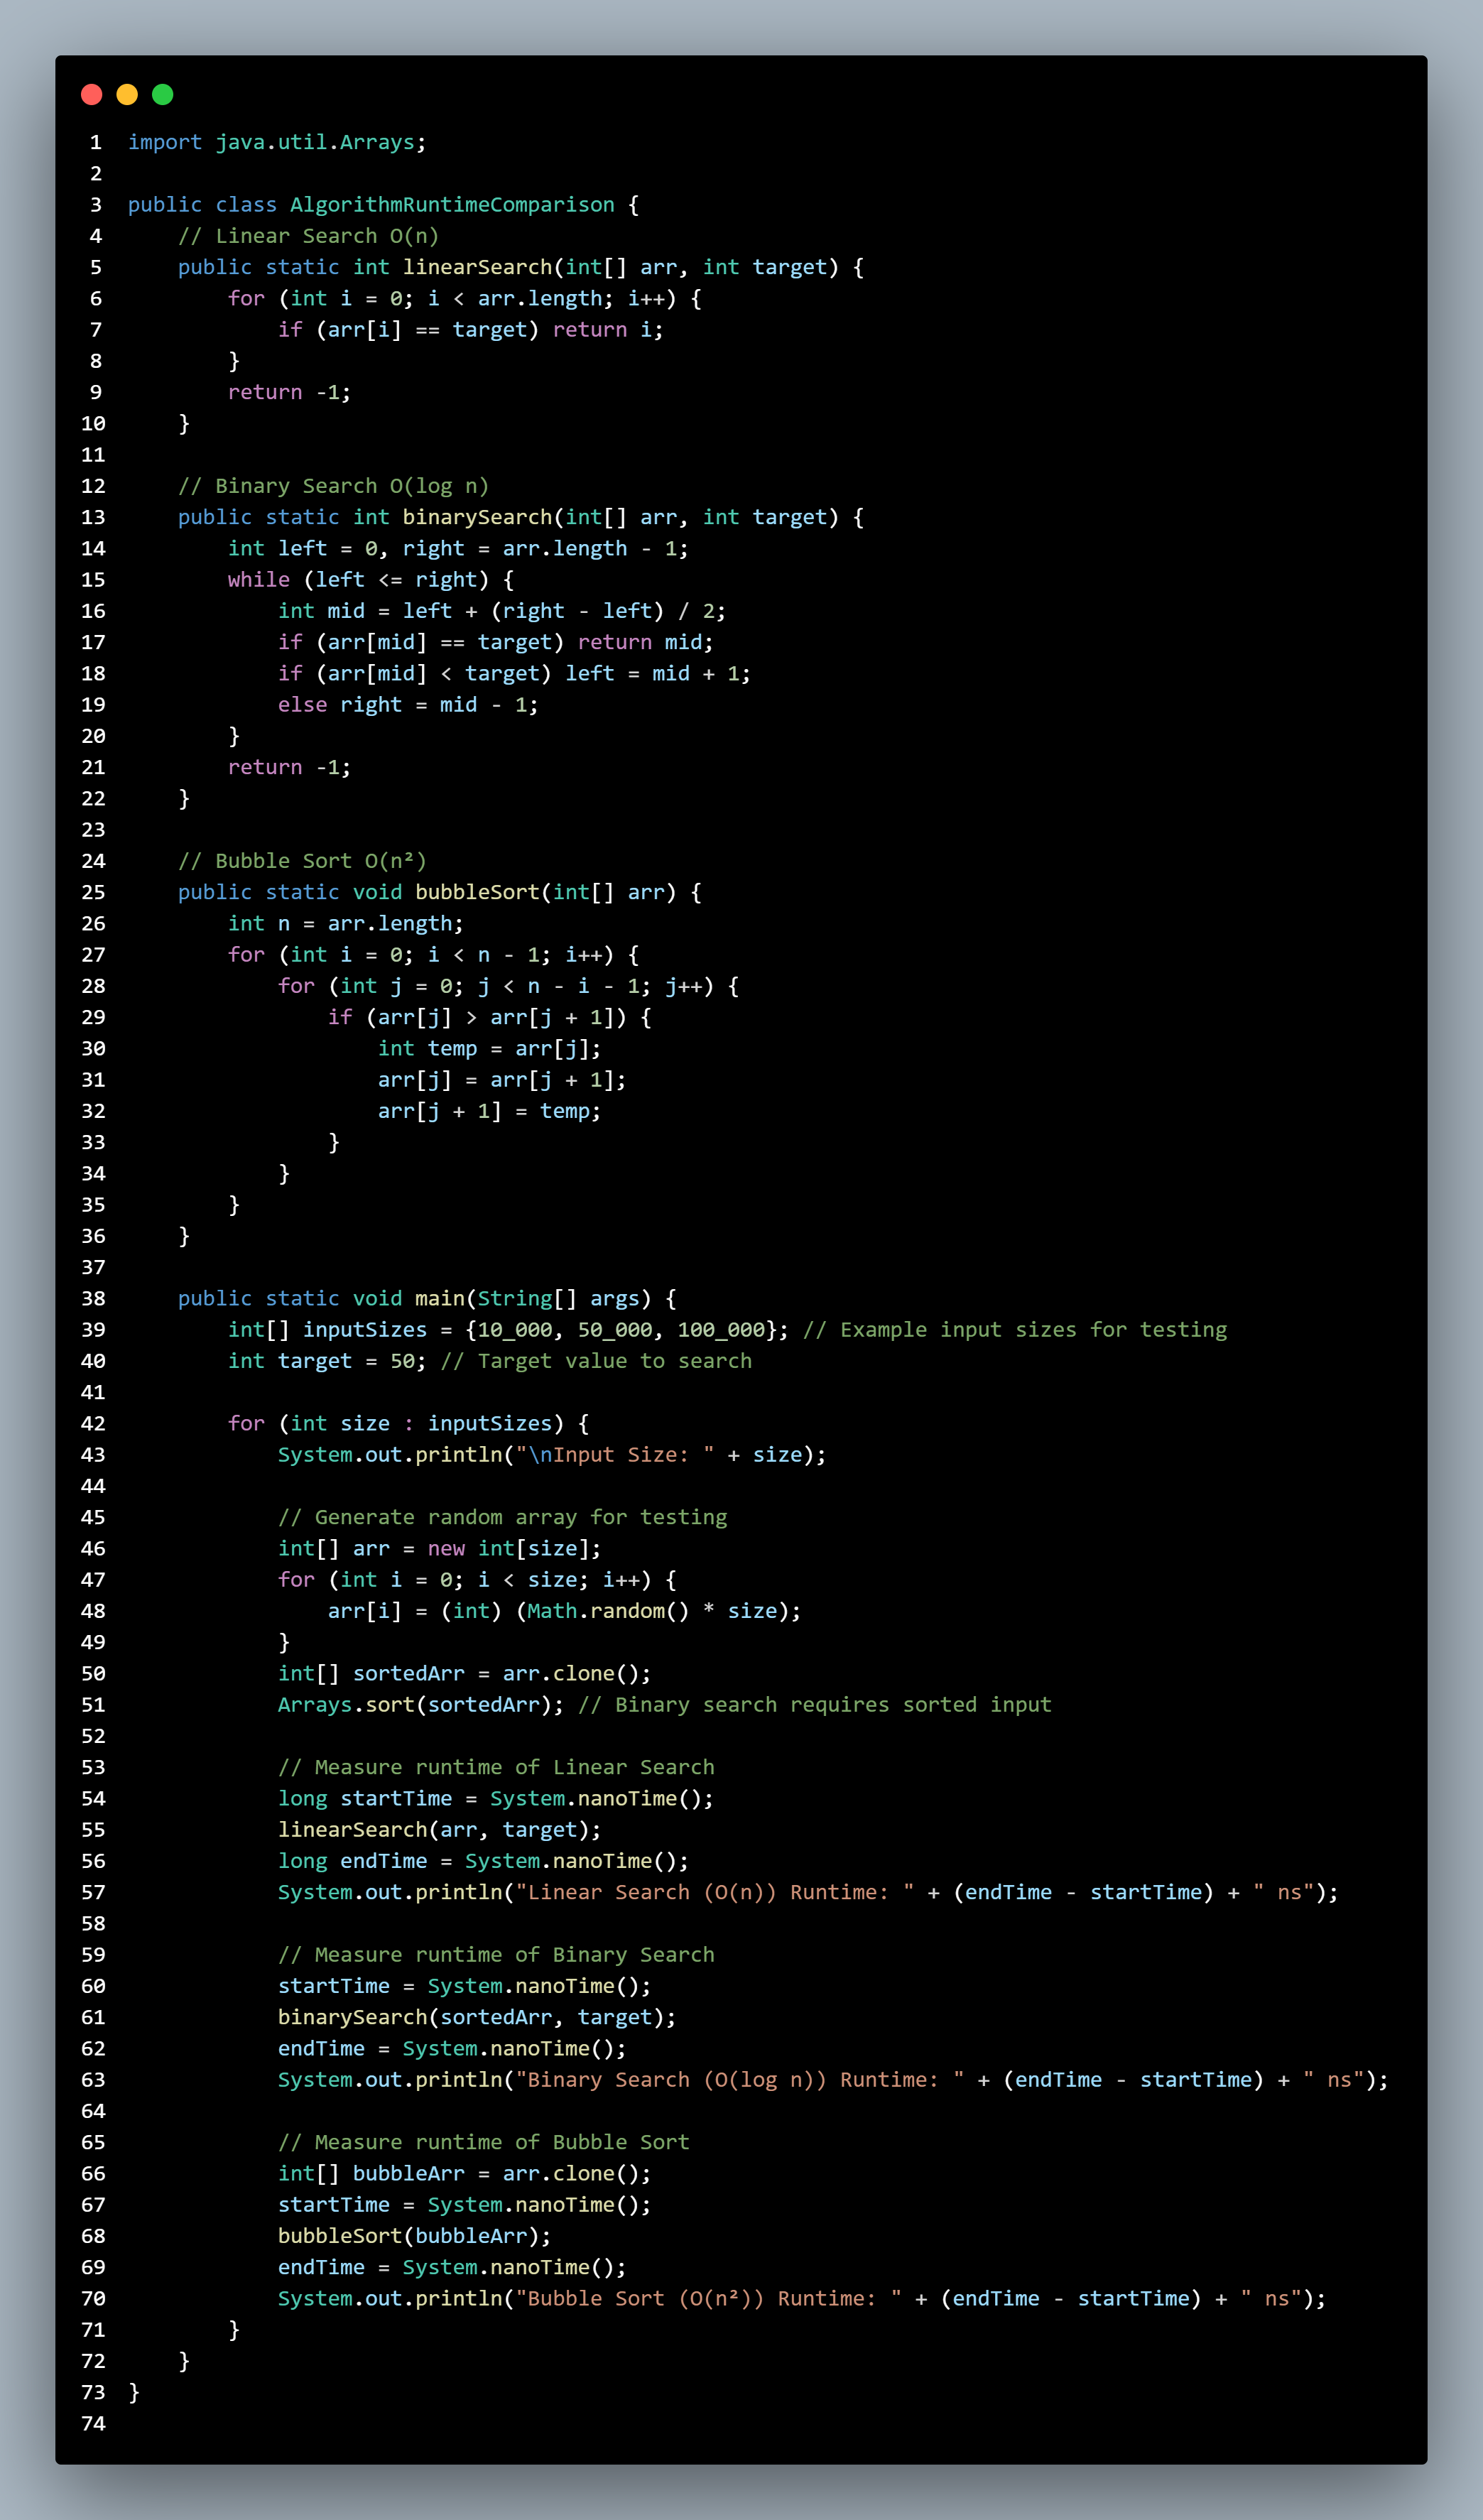 1 import java.util.Arrays;
2
3 public class AlgorithmRuntimeComparison {
4     // Linear Search O(n)
5     public static int linearSearch(int[] arr, int target) {
6         for (int i = 0; i < arr.length; i++) {
7             if (arr[i] == target) return i;
8         }
9         return -1;
10     }
11
12     // Binary Search O(log n)
13     public static int binarySearch(int[] arr, int target) {
14         int left = 0, right = arr.length - 1;
15         while (left <= right) {
16             int mid = left + (right - left) / 2;
17             if (arr[mid] == target) return mid;
18             if (arr[mid] < target) left = mid + 1;
19             else right = mid - 1;
20         }
21         return -1;
22     }
23
24     // Bubble Sort O(n²)
25     public static void bubbleSort(int[] arr) {
26         int n = arr.length;
27         for (int i = 0; i < n - 1; i++) {
28             for (int j = 0; j < n - i - 1; j++) {
29                 if (arr[j] > arr[j + 1]) {
30                     int temp = arr[j];
31                     arr[j] = arr[j + 1];
32                     arr[j + 1] = temp;
33                 }
34             }
35         }
36     }
37
38     public static void main(String[] args) {
39         int[] inputSizes = {10_000, 50_000, 100_000}; // Example input sizes for testing
40         int target = 50; // Target value to search
41
42         for (int size : inputSizes) {
43             System.out.println("\nInput Size: " + size);
44
45             // Generate random array for testing
46             int[] arr = new int[size];
47             for (int i = 0; i < size; i++) {
48                 arr[i] = (int) (Math.random() * size);
49             }
50             int[] sortedArr = arr.clone();
51             Arrays.sort(sortedArr); // Binary search requires sorted input
52
53             // Measure runtime of Linear Search
54             long startTime = System.nanoTime();
55             linearSearch(arr, target);
56             long endTime = System.nanoTime();
57             System.out.println("Linear Search (O(n)) Runtime: " + (endTime - startTime) + " ns");
58
59             // Measure runtime of Binary Search
60             startTime = System.nanoTime();
61             binarySearch(sortedArr, target);
62             endTime = System.nanoTime();
63             System.out.println("Binary Search (O(log n)) Runtime: " + (endTime - startTime) + " ns");
64
65             // Measure runtime of Bubble Sort
66             int[] bubbleArr = arr.clone();
67             startTime = System.nanoTime();
68             bubbleSort(bubbleArr);
69             endTime = System.nanoTime();
70             System.out.println("Bubble Sort (O(n²)) Runtime: " + (endTime - startTime) + " ns");
71         }
72     }
73 }
74